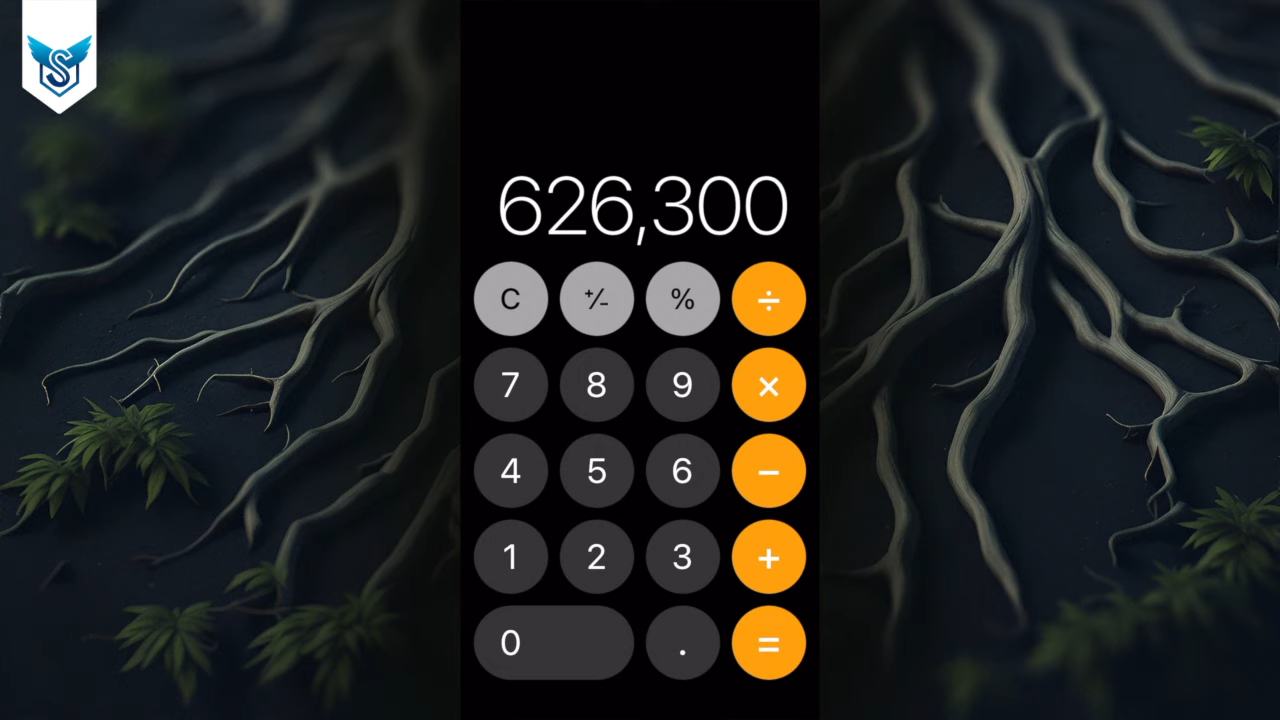 S
626,300
C ⁺⁄₋ % ÷
7 8 9 ×
4 5 6 −
1 2 3 +
0 . =